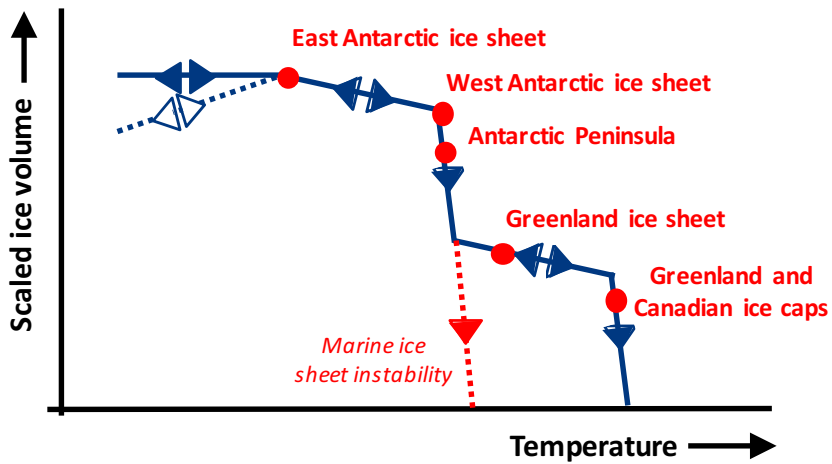 East Antarctic ice sheet
West Antarctic ice sheet
Antarctic Peninsula
Greenland ice sheet
Greenland and
Canadian ice caps
Marine ice
sheet instability
Scaled ice volume
Temperature